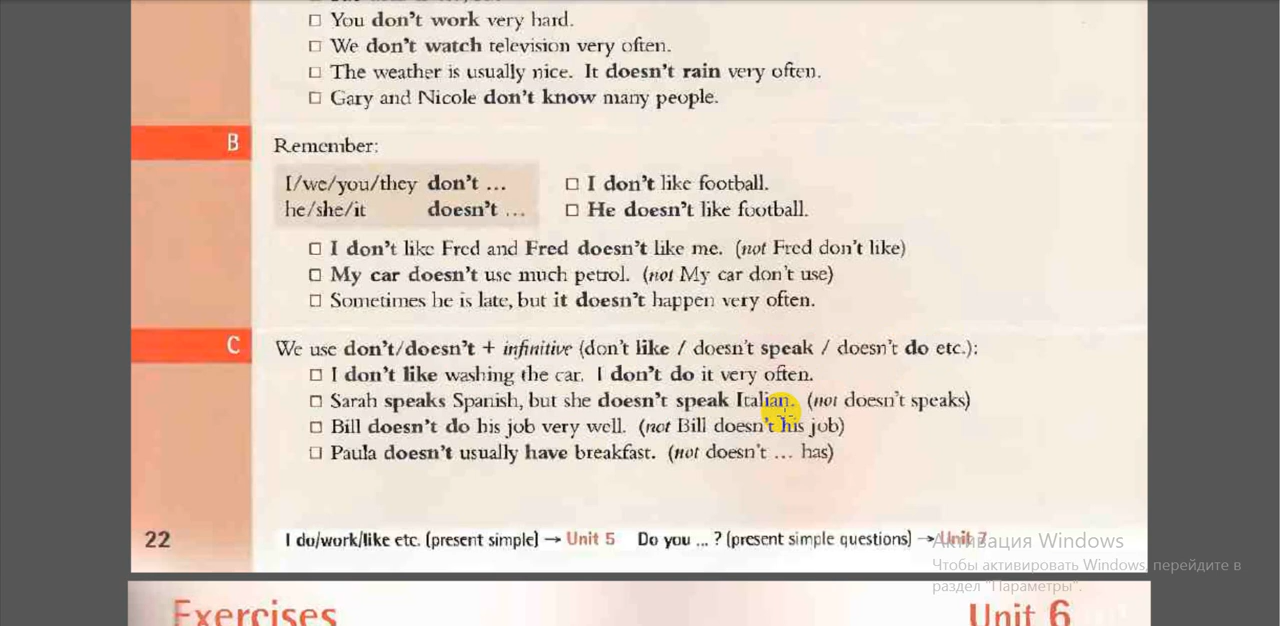 You don't work very hard.
We don't watch television very often.
The weather is usually nice. It doesn't rain very often.
Gary and Nicole don't know many people.
B
Remember:
I/we/you/they don't ...
I don't like football.
he/she/it doesn't ...
He doesn't like football.
I don't like Fred and Fred doesn't like me. (not Fred don't like)
My car doesn't use much petrol. (not My car don't use)
Sometimes he is late, but it doesn't happen very often.
C
We use don't/doesn't + infinitive (don't like / doesn't speak / doesn't do etc.):
I don't like washing the car. I don't do it very often.
Sarah speaks Spanish, but she doesn't speak Italian. (not doesn't speaks)
Bill doesn't do his job very well. (not Bill doesn't his job)
Paula doesn't usually have breakfast. (not doesn't ... has)
22
I do/work/like etc. (present simple) → Unit 5 Do you ... ? (present simple questions) → Unit 7
Активация Windows
Чтобы активировать Windows, перейдите в
раздел "Параметры".
Exercises
Unit 6